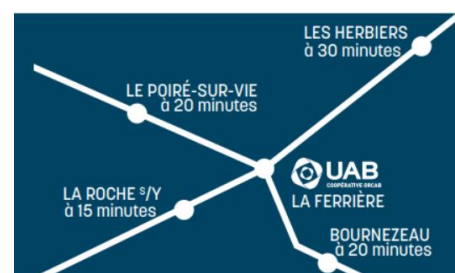 LES HERBIERS
à 30 minutes
LE POIRÉ-SUR-VIE
à 20 minutes
UAB
COOPÉRATIVE ORCAB
LA FERRIÈRE
LA ROCHE S/Y
à 15 minutes
BOURNEZEAU
à 20 minutes